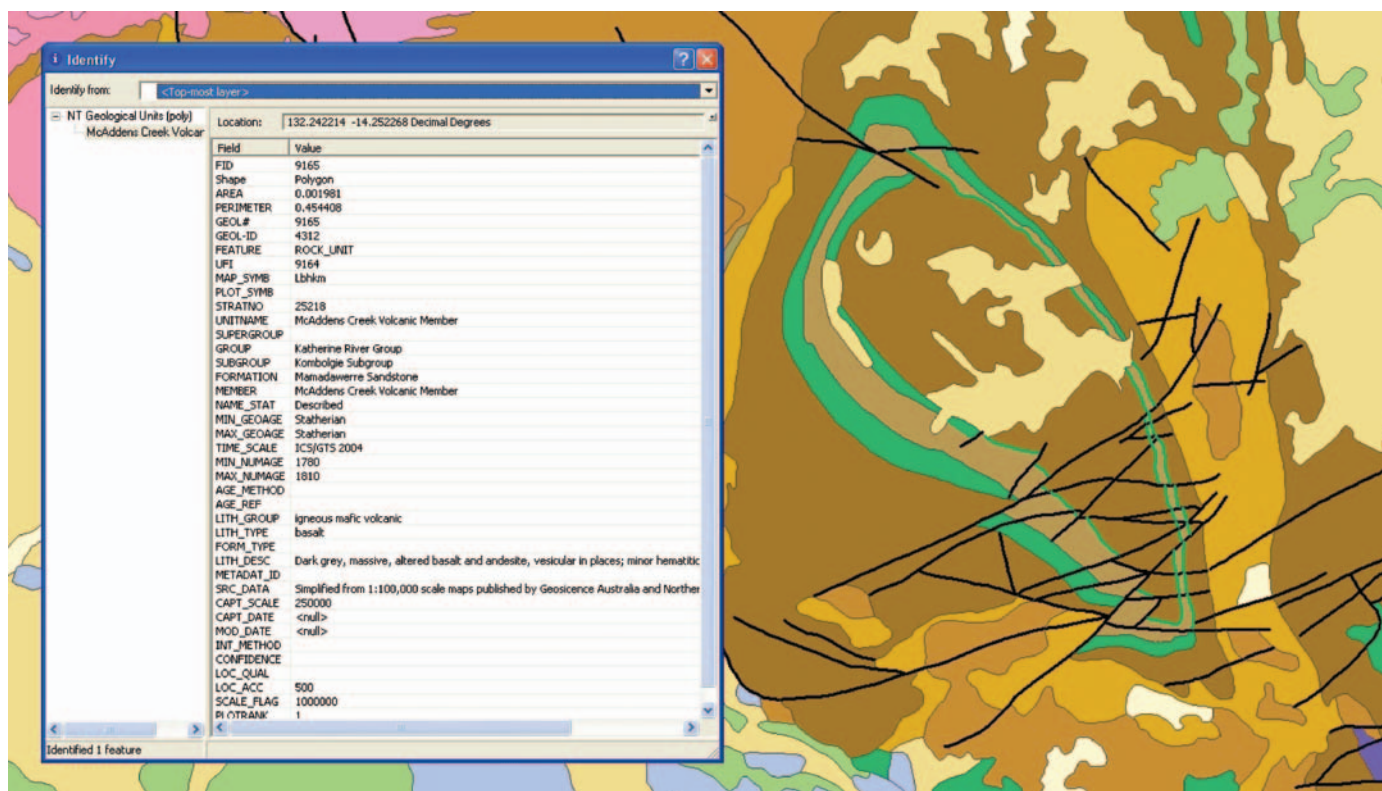 Identify
Identify from: <Top-most layer>
NT Geological Units (poly)
McAddens Creek Volcar
Location: 132.242214 -14.252268 Decimal Degrees
Field Value
FID 9165
Shape Polygon
AREA 0.001981
PERIMETER 0.454408
GEOL# 9165
GEOL-ID 4312
FEATURE ROCK_UNIT
UFI 9164
MAP_SYMB Lbhkm
PLOT_SYMB
STRATNO 25218
UNITNAME McAddens Creek Volcanic Member
SUPERGROUP
GROUP Katherine River Group
SUBGROUP Kombolgie Subgroup
FORMATION Mamadawerre Sandstone
MEMBER McAddens Creek Volcanic Member
NAME_STAT Described
MIN_GEOAGE Statherian
MAX_GEOAGE Statherian
TIME_SCALE ICS/GTS 2004
MIN_NUMAGE 1780
MAX_NUMAGE 1810
AGE_METHOD
AGE_REF
LITH_GROUP igneous mafic volcanic
LITH_TYPE basalt
FORM_TYPE
LITH_DESC Dark grey, massive, altered basalt and andesite, vesicular in places; minor hematitic
METADAT_ID
SRC_DATA Simplified from 1:100,000 scale maps published by Geosicence Australia and Norther
CAPT_SCALE 250000
CAPT_DATE <null>
MOD_DATE <null>
INT_METHOD
CONFIDENCE
LOC_QUAL
LOC_ACC 500
SCALE_FLAG 1000000
PLOTRANK 1
Identified 1 feature